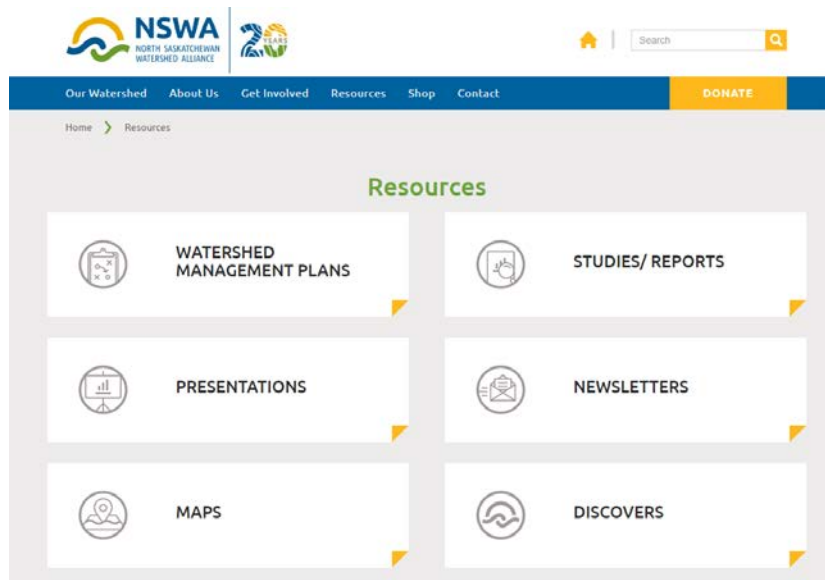 NSWA
NORTH SASKATCHEWAN
WATERSHED ALLIANCE
20
YEARS
Search
Our Watershed About Us Get Involved Resources Shop Contact DONATE
Home Resources
Resources
WATERSHED
MANAGEMENT PLANS
STUDIES/ REPORTS
PRESENTATIONS
NEWSLETTERS
MAPS
DISCOVERS